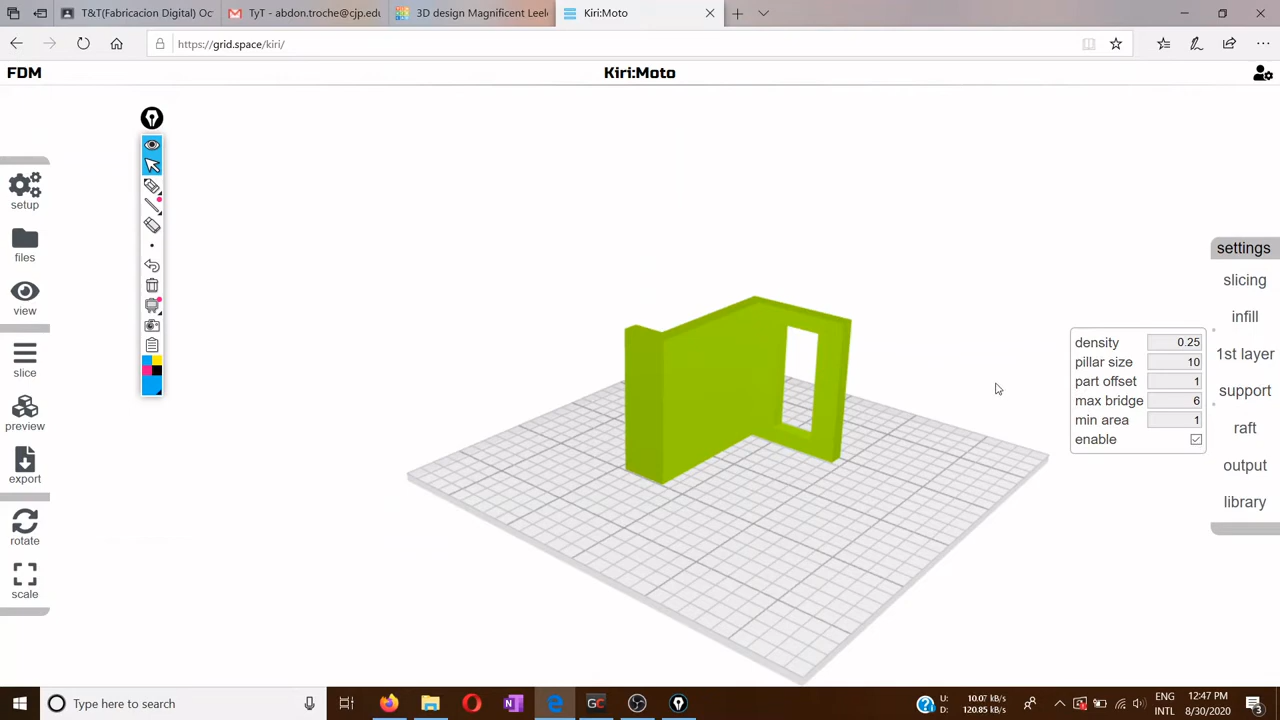 T&T(Fabricacion Digital) Oc
TyT - abdon.troche@cjp.edu
3D design Magnificent Leel
Kiri:Moto
https://grid.space/kiri/
FDM
Kiri:Moto
setup
files
view
slice
preview
export
rotate
scale
settings
slicing
infill
1st layer
support
raft
output
library
density 0.25
pillar size 10
part offset 1
max bridge 6
min area 1
enable
Type here to search
GC
U: 10.07 kB/s
D: 120.85 kB/s
ENG
INTL
12:47 PM
8/30/2020
3